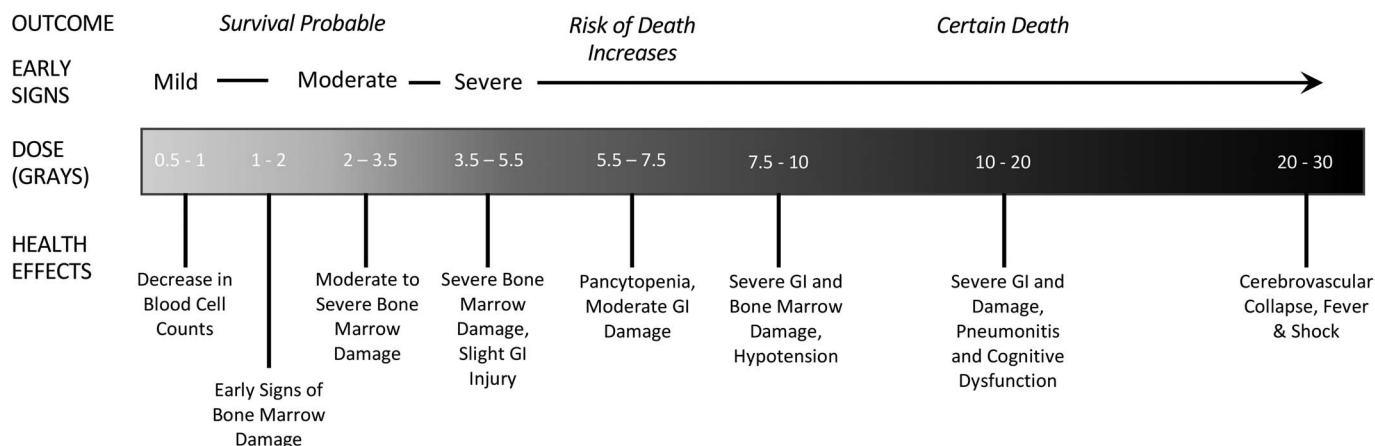 OUTCOME
Survival Probable
Risk of Death
Increases
Certain Death
EARLY
SIGNS
Mild
Moderate
Severe
DOSE
(GRAYS)
0.5 - 1
1 - 2
2 – 3.5
3.5 – 5.5
5.5 – 7.5
7.5 - 10
10 - 20
20 - 30
HEALTH
EFFECTS
Decrease in
Blood Cell
Counts
Early Signs of
Bone Marrow
Damage
Moderate to
Severe Bone
Marrow
Damage
Severe Bone
Marrow
Damage,
Slight GI
Injury
Pancytopenia,
Moderate GI
Damage
Severe GI and
Bone Marrow
Damage,
Hypotension
Severe GI and
Damage,
Pneumonitis
and Cognitive
Dysfunction
Cerebrovascular
Collapse, Fever
& Shock